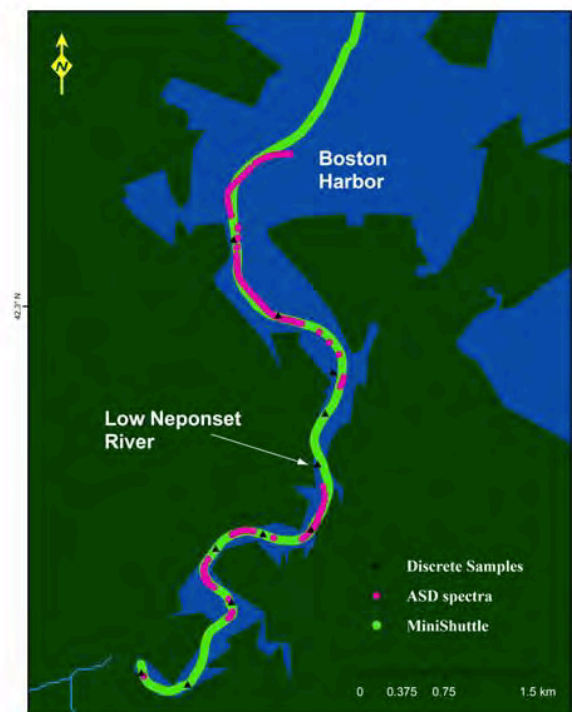 N
Boston
Harbor
42.3° N
Low Neponset
River
Discrete Samples
ASD spectra
MiniShuttle
0 0.375 0.75 1.5 km